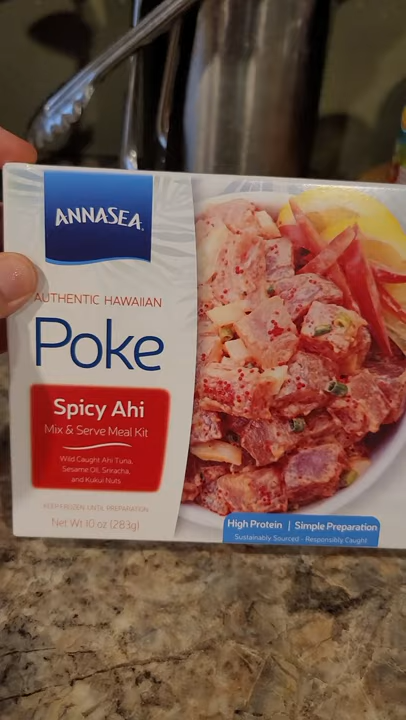 ANNASEA.
AUTHENTIC HAWAIIAN
Poke
Spicy Ahi
Mix & Serve Meal Kit
Wild Caught Ahi Tuna,
Sesame Oil, Sriracha,
and Kukui Nuts
KEEP FROZEN UNTIL PREPARATION
Net Wt 10 oz (283g)
High Protein | Simple Preparation
Sustainably Sourced - Responsibly Caught